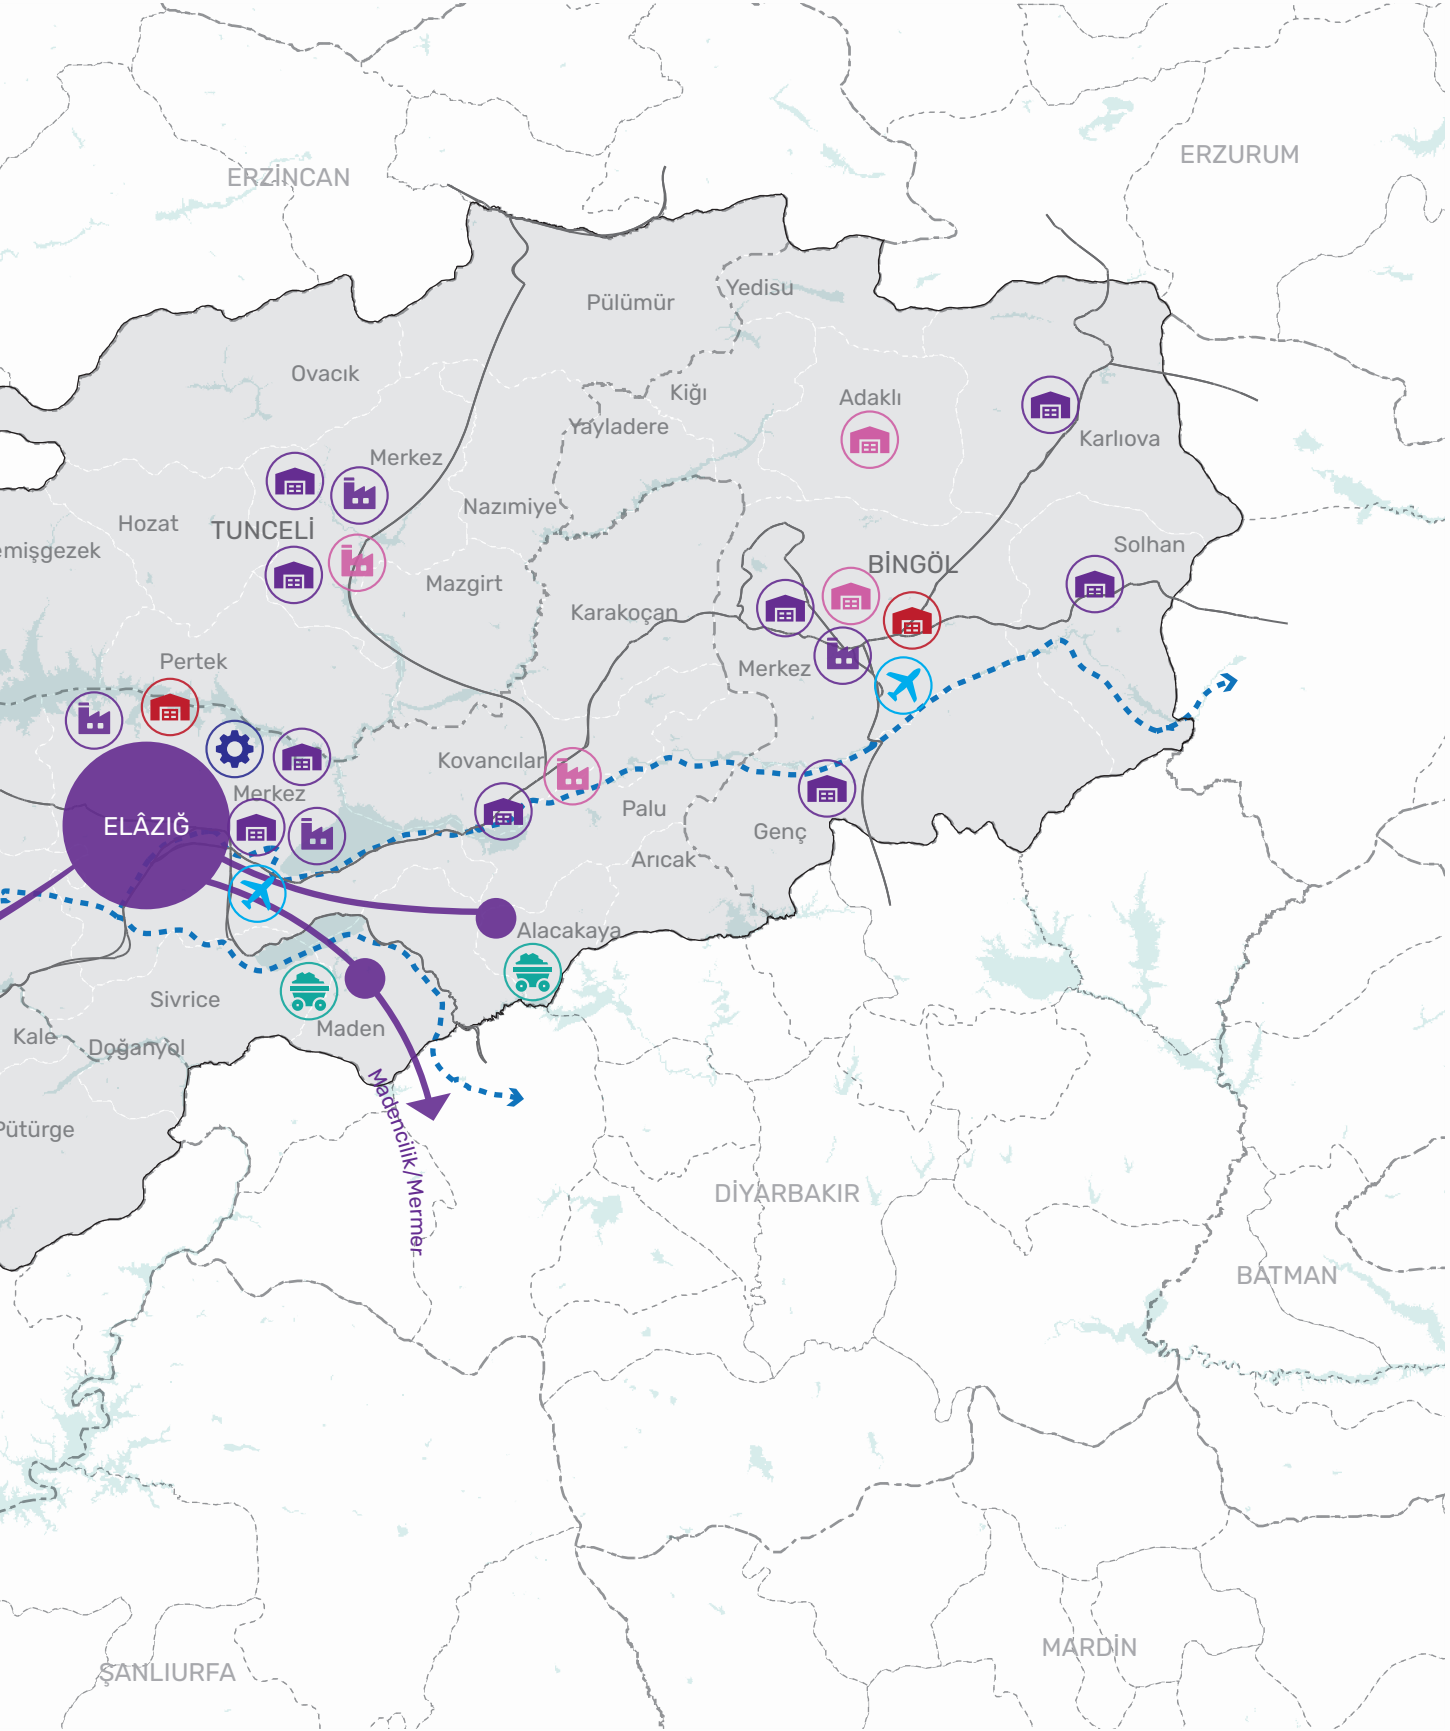 ERZİNCAN
ERZURUM
Pülümür
Yedisu
Ovacık
Kiğı
Adaklı
Yayladere
Karlıova
Merkez
Nazımiye
Hozat
TUNCELİ
emişgezek
Mazgirt
Solhan
BİNGÖL
Karakoçan
Merkez
Pertek
Kovancılar
Merkez
Palu
Genç
ELÂZIĞ
Arıcak
Alacakaya
Sivrice
Maden
Kale
Doğanyol
Pütürge
Madencilik/Mermer
DİYARBAKIR
BATMAN
MARDİN
ŞANLIURFA